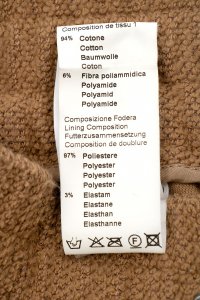 Composition de tissu 1
94% Cotone
Cotton
Baumwolle
Coton
6% Fibra poliammidica
Polyamide
Polyamid
Polyamide
Composizione Fodera
Lining Composition
Futterzusammensetzung
Composition de doublure
97% Poliestere
Polyester
Polyester
Polyester
3% Elastam
Elastane
Elasthan
Elasthanne